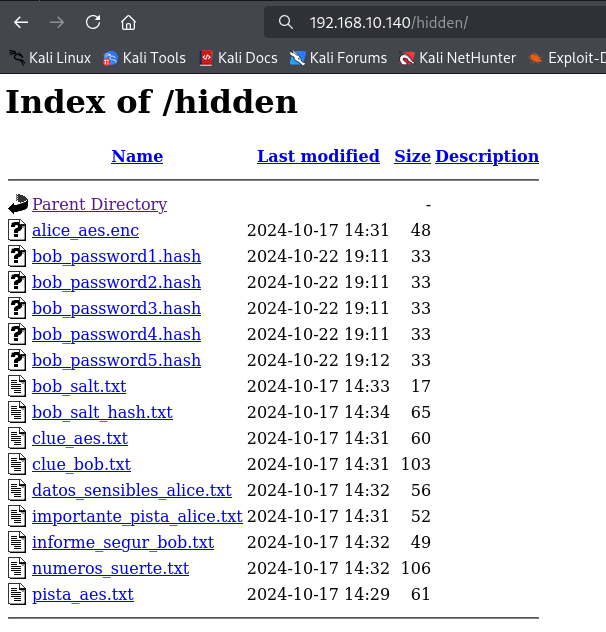 192.168.10.140/hidden/
Kali Linux Kali Tools Kali Docs Kali Forums Kali NetHunter Exploit-D
Index of /hidden
Name Last modified Size Description
Parent Directory -
alice_aes.enc 2024-10-17 14:31 48
bob_password1.hash 2024-10-22 19:11 33
bob_password2.hash 2024-10-22 19:11 33
bob_password3.hash 2024-10-22 19:11 33
bob_password4.hash 2024-10-22 19:11 33
bob_password5.hash 2024-10-22 19:12 33
bob_salt.txt 2024-10-17 14:33 17
bob_salt_hash.txt 2024-10-17 14:34 65
clue_aes.txt 2024-10-17 14:31 60
clue_bob.txt 2024-10-17 14:31 103
datos_sensibles_alice.txt 2024-10-17 14:32 56
importante_pista_alice.txt 2024-10-17 14:31 52
informe_segur_bob.txt 2024-10-17 14:32 49
numeros_suerte.txt 2024-10-17 14:32 106
pista_aes.txt 2024-10-17 14:29 61